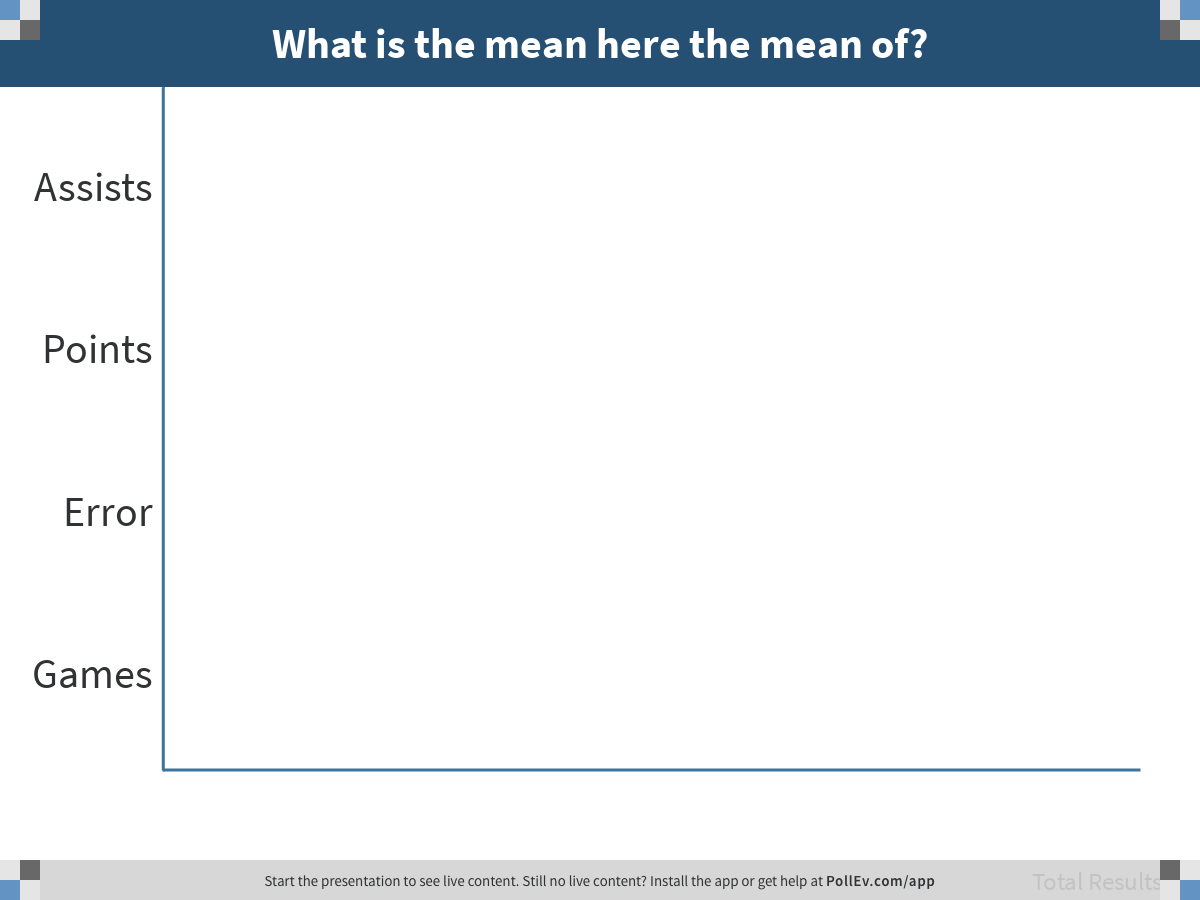 What is the mean here the mean of?
Assists
Points
Error
Games
Start the presentation to see live content. Still no live content? Install the app or get help at PollEv.com/app
Total Results